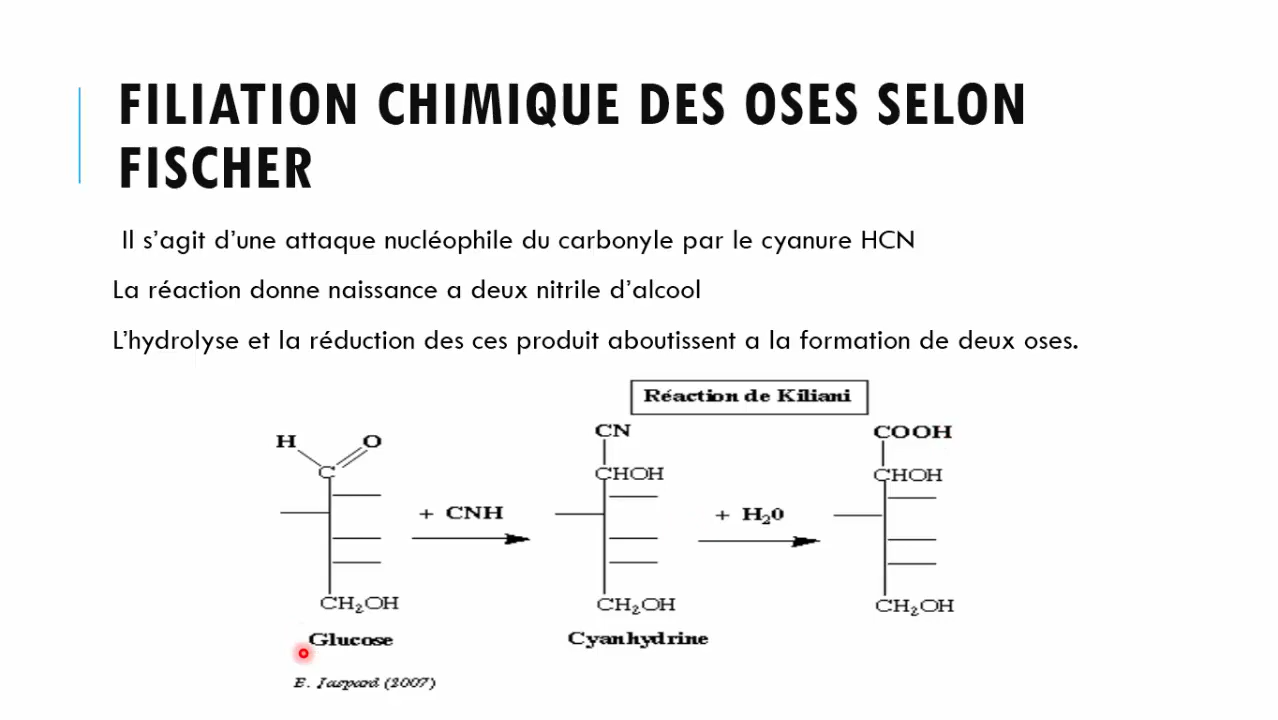 FILIATION CHIMIQUE DES OSES SELON
FISCHER
Il s’agit d’une attaque nucléophile du carbonyle par le cyanure HCN
La réaction donne naissance a deux nitrile d’alcool
L’hydrolyse et la réduction des ces produit aboutissent a la formation de deux oses.
Réaction de Kiliani
H O
C
CH2OH
Glucose
+ CNH
CN
CHOH
CH2OH
Cyanhydrine
+ H20
COOH
CHOH
CH2OH
E. Jaspard (2007)